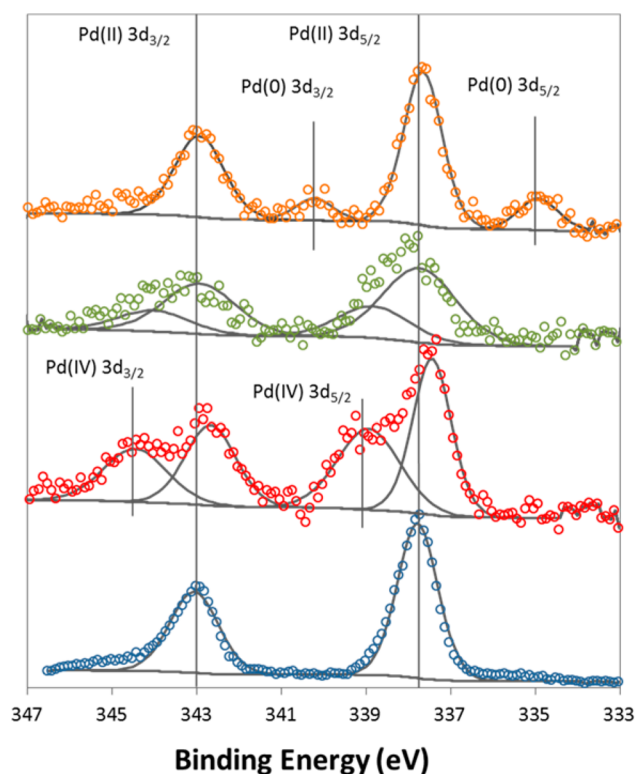 Pd(II) 3d3/2 Pd(II) 3d5/2
Pd(0) 3d3/2 Pd(0) 3d5/2
Pd(IV) 3d3/2 Pd(IV) 3d5/2
347 345 343 341 339 337 335 333
Binding Energy (eV)